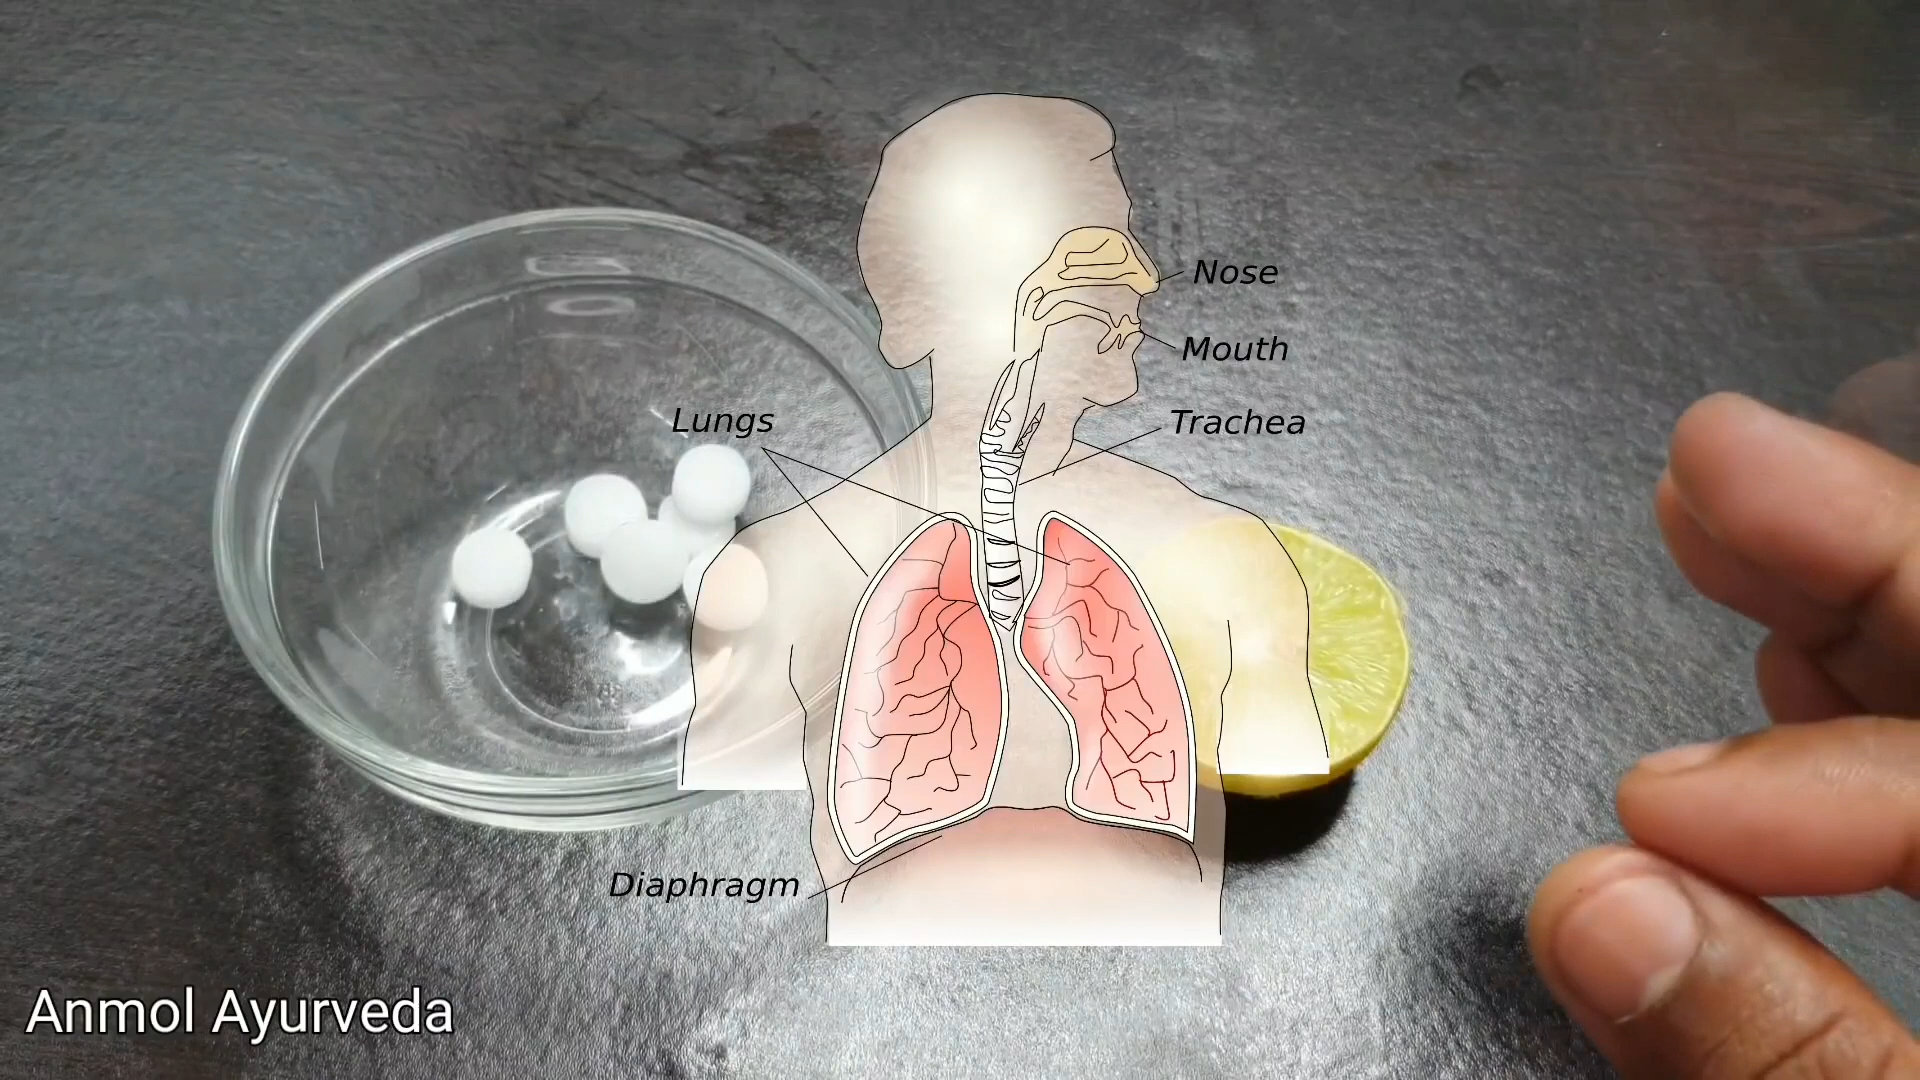 Nose
Mouth
Lungs
Trachea
Diaphragm
Anmol Ayurveda